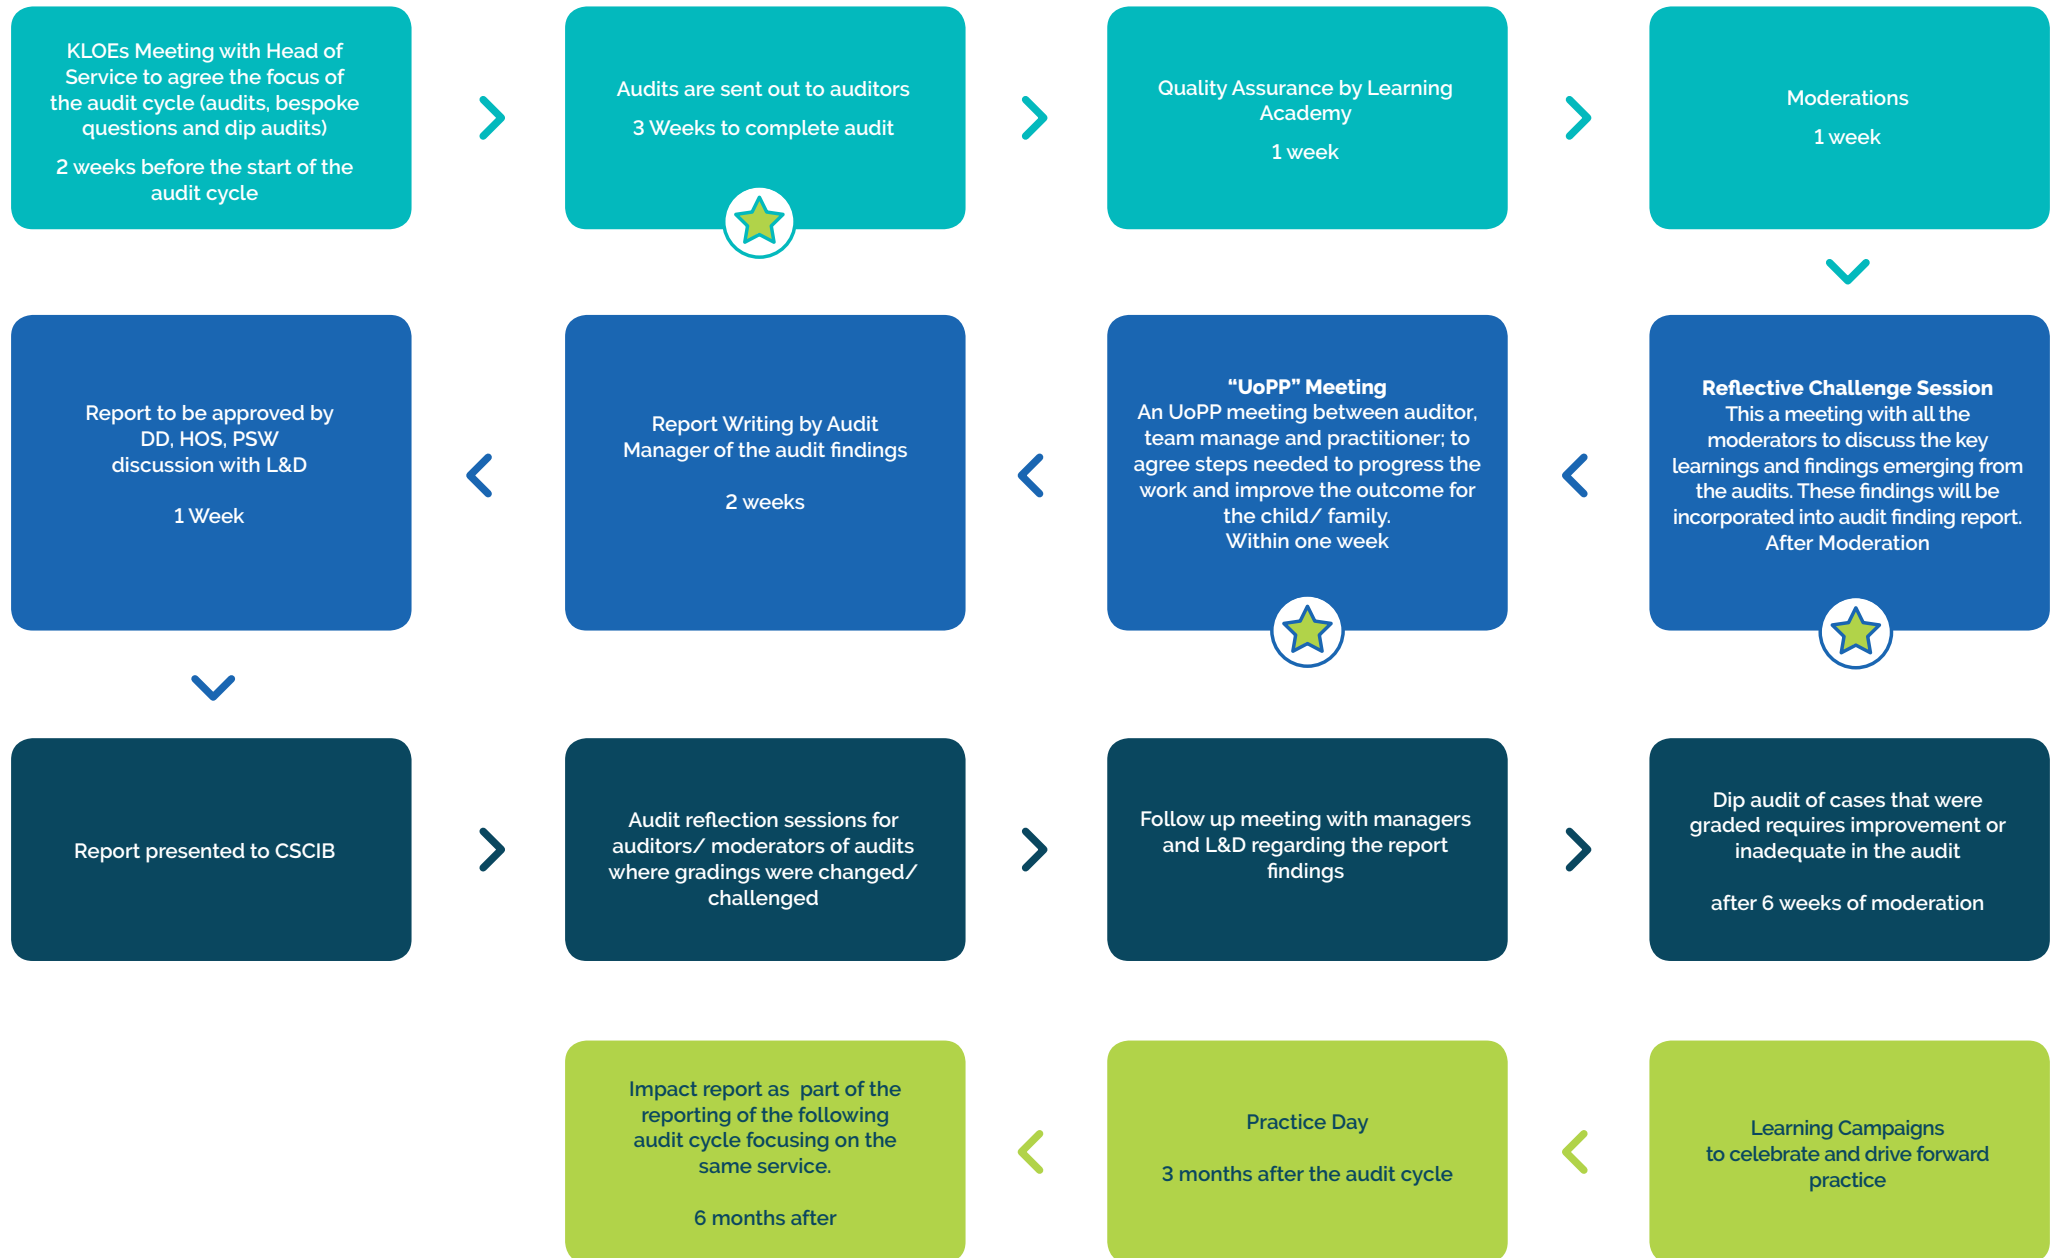 KLOEs Meeting with Head of
Service to agree the focus of
the audit cycle (audits, bespoke
questions and dip audits)
2 weeks before the start of the
audit cycle
Audits are sent out to auditors
3 Weeks to complete audit
Quality Assurance by Learning
Academy
1 week
Moderations
1 week
Reflective Challenge Session
This a meeting with all the
moderators to discuss the key
learnings and findings emerging from
the audits. These findings will be
incorporated into audit finding report.
After Moderation
“UoPP” Meeting
An UoPP meeting between auditor,
team manage and practitioner; to
agree steps needed to progress the
work and improve the outcome for
the child/ family.
Within one week
Report Writing by Audit
Manager of the audit findings
2 weeks
Report to be approved by
DD, HOS, PSW
discussion with L&D
1 Week
Report presented to CSCIB
Audit reflection sessions for
auditors/ moderators of audits
where gradings were changed/
challenged
Follow up meeting with managers
and L&D regarding the report
findings
Dip audit of cases that were
graded requires improvement or
inadequate in the audit
after 6 weeks of moderation
Learning Campaigns
to celebrate and drive forward
practice
Practice Day
3 months after the audit cycle
Impact report as part of the
reporting of the following
audit cycle focusing on the
same service.
6 months after